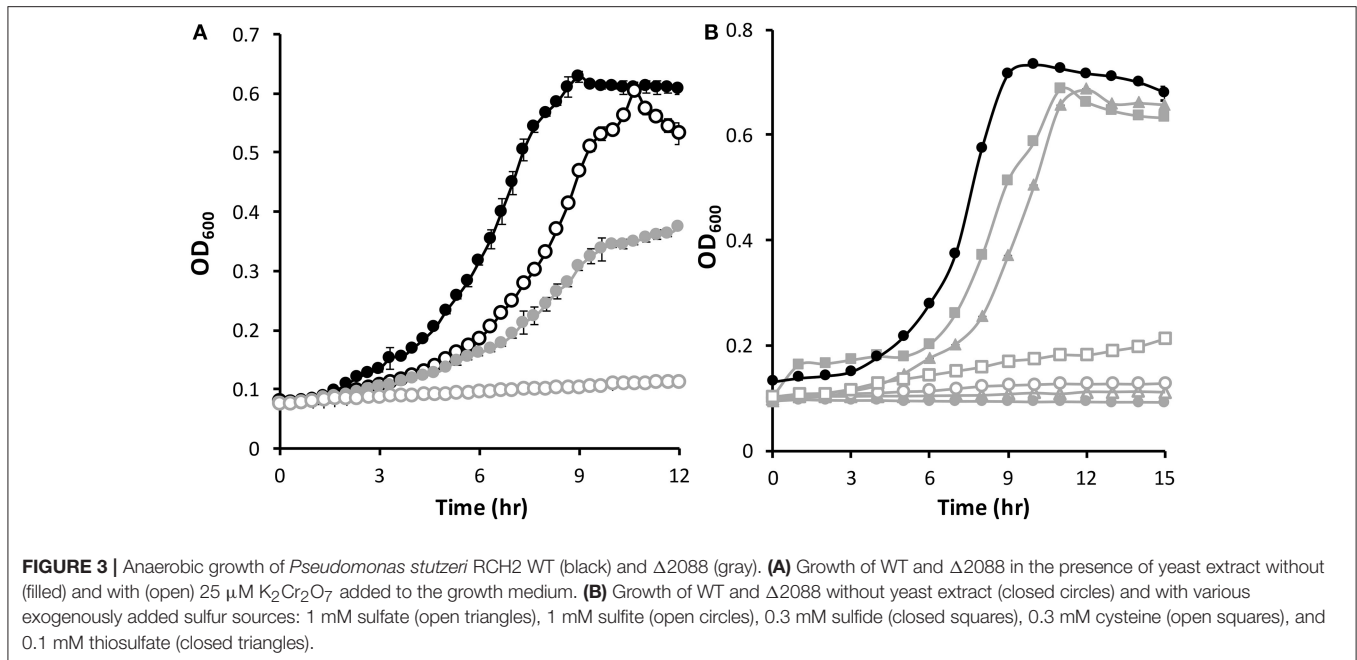 A
0.7
0.6
0.5
0.4
0.3
0.2
0.1
0
OD600
0 3 6 9 12
Time (hr)
B
0.8
0.6
0.4
0.2
0
OD600
0 3 6 9 12 15
Time (hr)
FIGURE 3 | Anaerobic growth of Pseudomonas stutzeri RCH2 WT (black) and Δ2088 (gray). (A) Growth of WT and Δ2088 in the presence of yeast extract without
(filled) and with (open) 25 μM K2Cr2O7 added to the growth medium. (B) Growth of WT and Δ2088 without yeast extract (closed circles) and with various
exogenously added sulfur sources: 1 mM sulfate (open triangles), 1 mM sulfite (open circles), 0.3 mM sulfide (closed squares), 0.3 mM cysteine (open squares), and
0.1 mM thiosulfate (closed triangles).